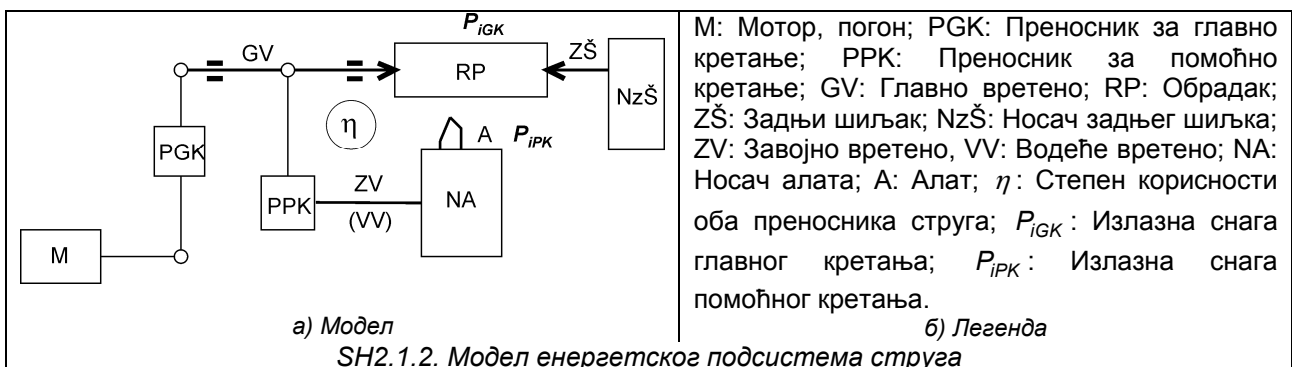 P_iGK
GV
RP
ZŠ
NzŠ
η
A
P_iPK
PGK
ZV
PPK
(VV)
NA
M
а) Модел
М: Мотор, погон; PGK: Преносник за главно
кретање; PPK: Преносник за помоћно
кретање; GV: Главно вретено; RP: Обрадак;
ZŠ: Задњи шиљак; NzŠ: Носач задњег шиљка;
ZV: Завојно вретено, VV: Водеће вретено; NA:
Носач алата; А: Алат; η : Степен корисности
оба преносника струга; P_iGK : Излазна снага
главног кретања; P_iPK : Излазна снага
помоћног кретања.
б) Легенда
SH2.1.2. Модел енергетског подсистема струга